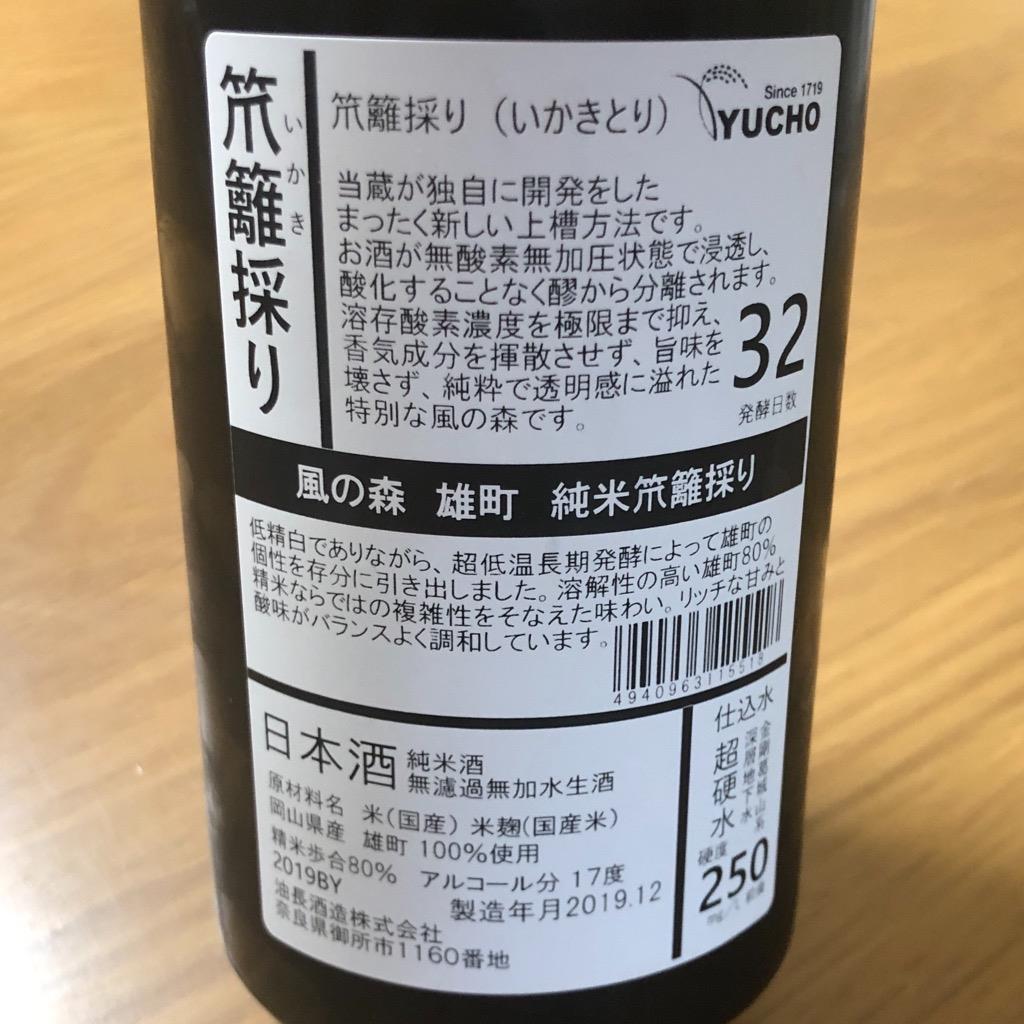 笊籬採り
いかき
笊籬採り（いかきとり）
Since 1719
YUCHO
当蔵が独自に開発をした
まったく新しい上槽方法です。
お酒が無酸素無加圧状態で浸透し、
酸化することなく醪から分離されます。
溶存酸素濃度を極限まで抑え、
香気成分を揮散させず、旨味を
壊さず、純粋で透明感に溢れた
特別な風の森です。
32
発酵日数
風の森 雄町 純米笊籬採り
低精白でありながら、超低温長期発酵によって雄町の
個性を存分に引き出しました。溶解性の高い雄町80%
精米ならではの複雑性をそなえた味わい。リッチな甘みと
酸味がバランスよく調和しています。
4940963115518
日本酒
純米酒
無濾過無加水生酒
原材料名 米（国産）米麹（国産米）
岡山県産 雄町 100%使用
精米歩合80% アルコール分 17度
2019BY
製造年月2019.12
油長酒造株式会社
奈良県御所市1160番地
仕込水
金剛葛城山系
深層地下水
超硬水
硬度
250
mg/L 前後